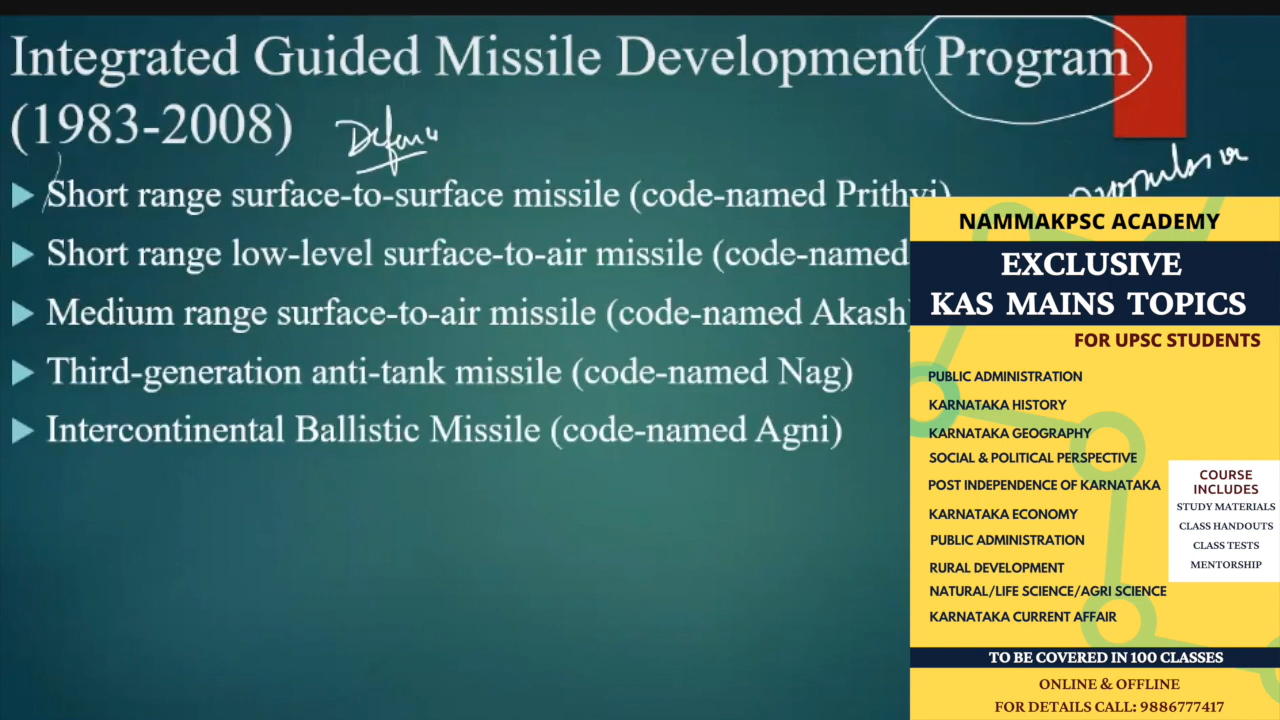 Integrated Guided Missile Development Program
(1983-2008)
Short range surface-to-surface missile (code-named Prithvi)
Short range low-level surface-to-air missile (code-named
Medium range surface-to-air missile (code-named Akash)
Third-generation anti-tank missile (code-named Nag)
Intercontinental Ballistic Missile (code-named Agni)
NAMMAKPSC ACADEMY
EXCLUSIVE
KAS MAINS TOPICS
FOR UPSC STUDENTS
PUBLIC ADMINISTRATION
KARNATAKA HISTORY
KARNATAKA GEOGRAPHY
SOCIAL & POLITICAL PERSPECTIVE
POST INDEPENDENCE OF KARNATAKA
KARNATAKA ECONOMY
PUBLIC ADMINISTRATION
RURAL DEVELOPMENT
NATURAL/LIFE SCIENCE/AGRI SCIENCE
KARNATAKA CURRENT AFFAIR
COURSE
INCLUDES
STUDY MATERIALS
CLASS HANDOUTS
CLASS TESTS
MENTORSHIP
TO BE COVERED IN 100 CLASSES
ONLINE & OFFLINE
FOR DETAILS CALL: 9886777417